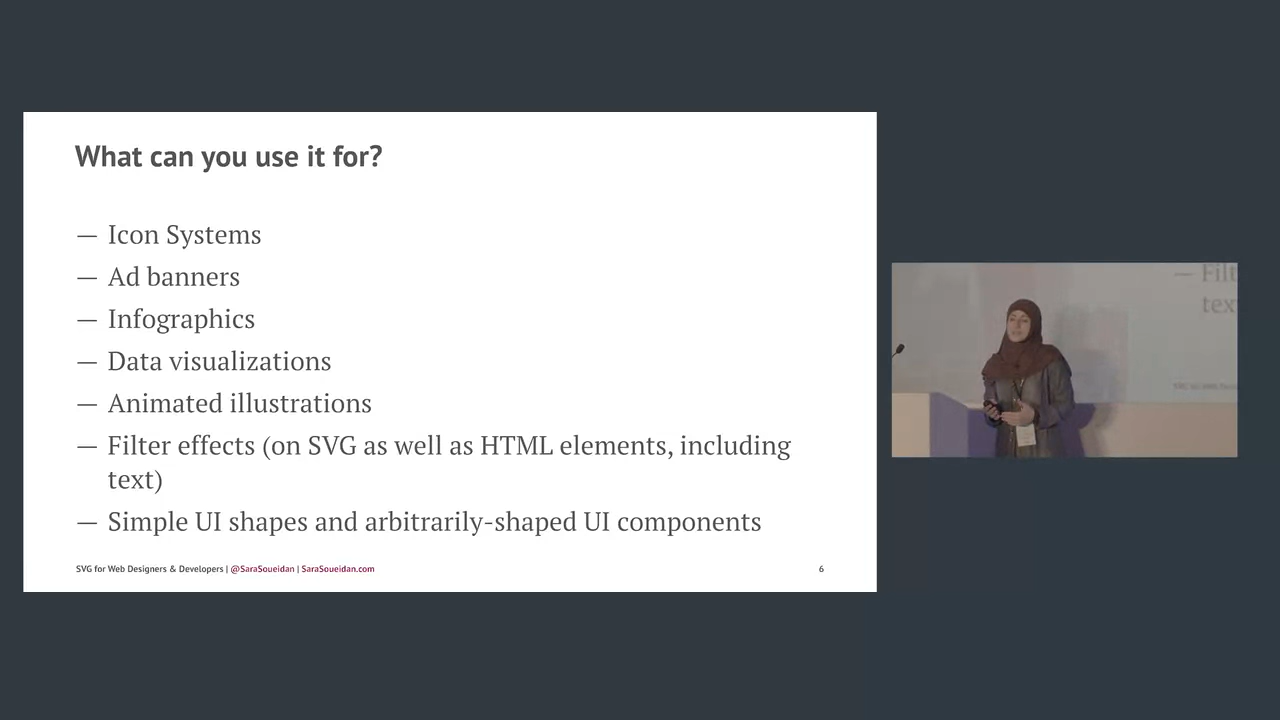 What can you use it for?
— Icon Systems
— Ad banners
— Infographics
— Data visualizations
— Animated illustrations
— Filter effects (on SVG as well as HTML elements, including
text)
— Simple UI shapes and arbitrarily-shaped UI components
SVG for Web Designers & Developers | @SaraSoueidan | SaraSoueidan.com
6
— Filt
tex